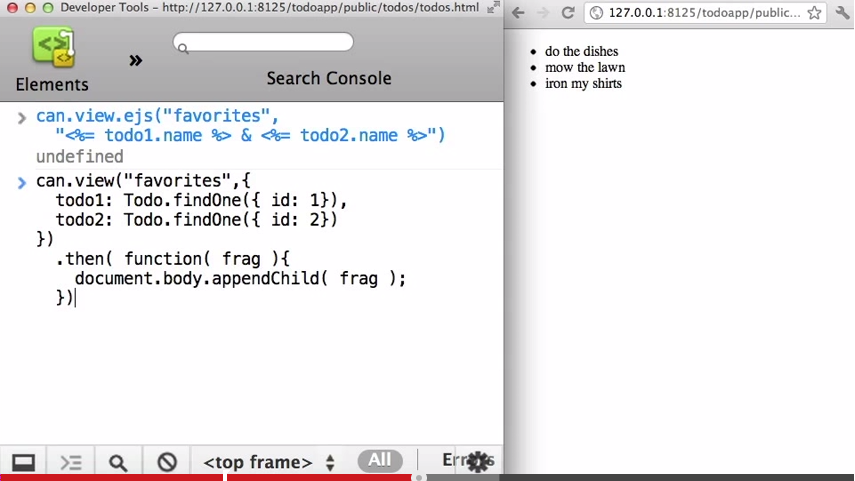 Developer Tools - http://127.0.0.1:8125/todoapp/public/todos/todos.html
Elements
»
Search Console
can.view.ejs("favorites",
"<%= todo1.name %> & <%= todo2.name %>")
undefined
can.view("favorites",{
todo1: Todo.findOne({ id: 1}),
todo2: Todo.findOne({ id: 2})
})
.then( function( frag ){
document.body.appendChild( frag );
})
<top frame>
All
Errors
127.0.0.1:8125/todoapp/public...
do the dishes
mow the lawn
iron my shirts